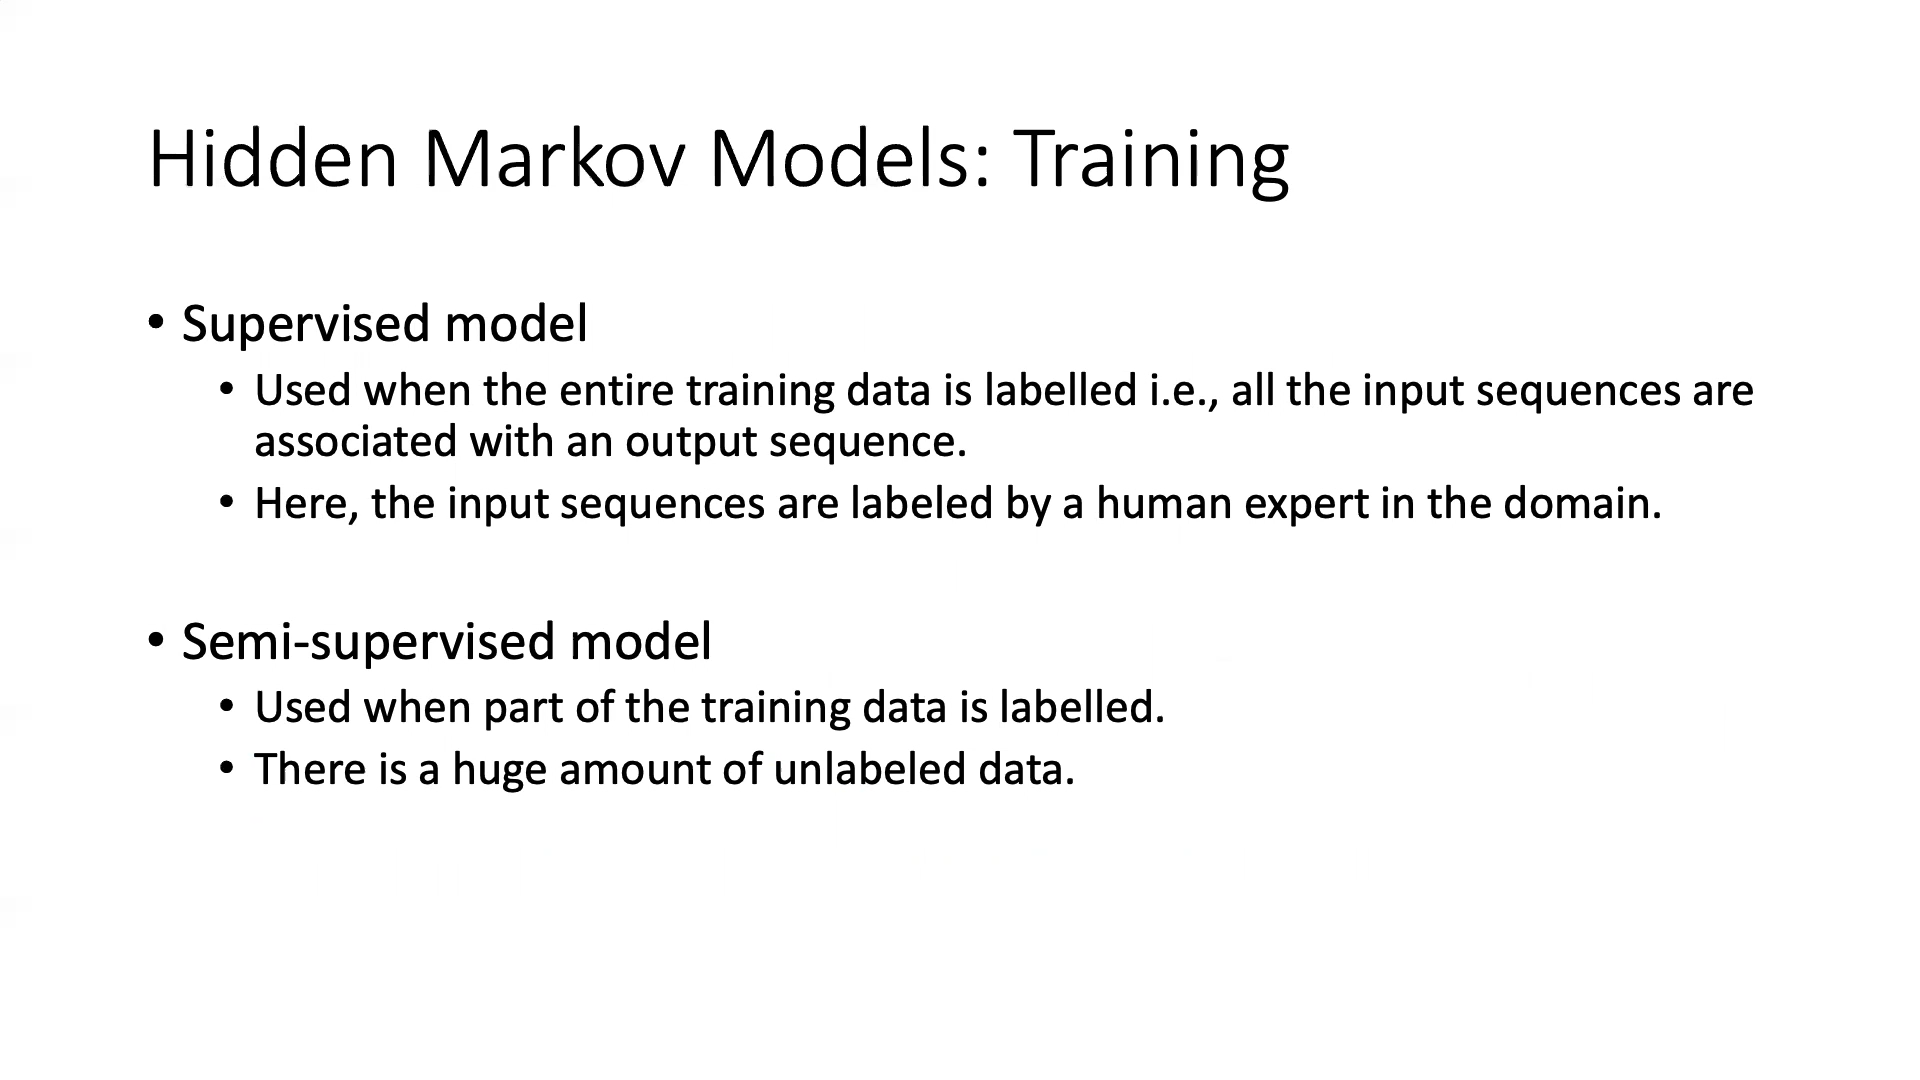 Hidden Markov Models: Training
• Supervised model
• Used when the entire training data is labelled i.e., all the input sequences are
associated with an output sequence.
• Here, the input sequences are labeled by a human expert in the domain.
• Semi-supervised model
• Used when part of the training data is labelled.
• There is a huge amount of unlabeled data.